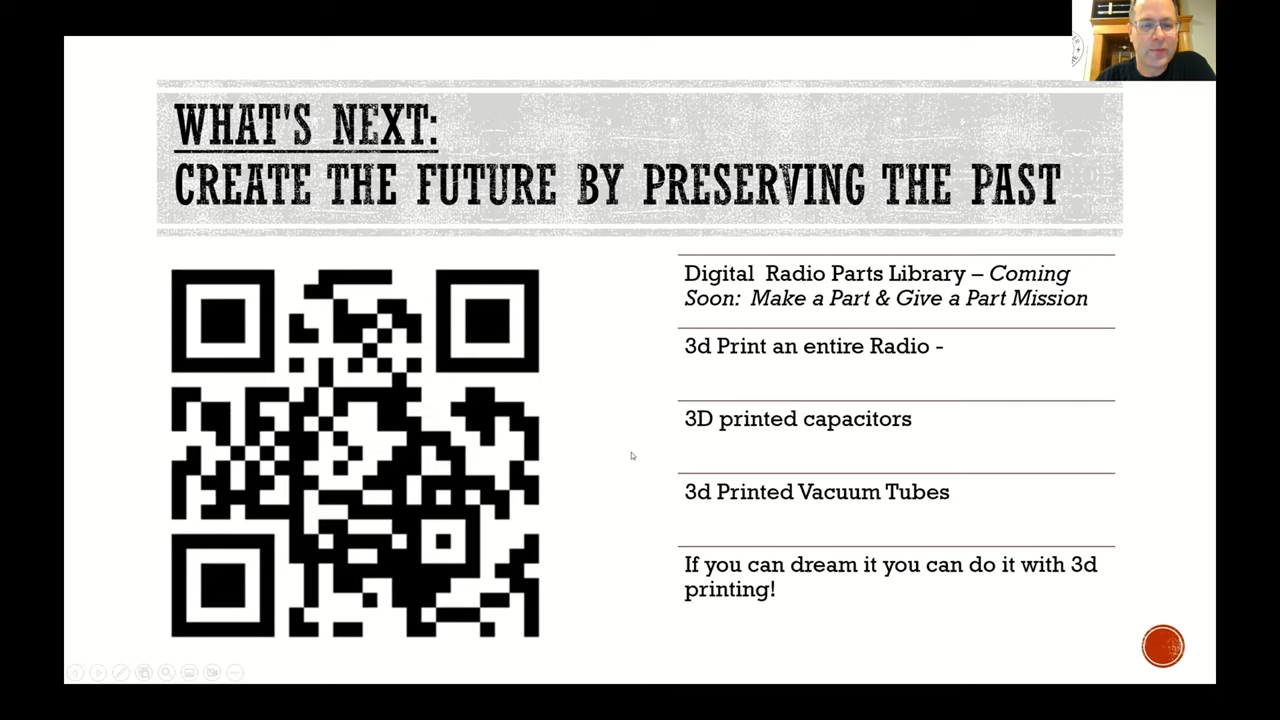 WHAT'S NEXT:
CREATE THE FUTURE BY PRESERVING THE PAST
Digital Radio Parts Library – Coming
Soon: Make a Part & Give a Part Mission
3d Print an entire Radio -
3D printed capacitors
3d Printed Vacuum Tubes
If you can dream it you can do it with 3d
printing!